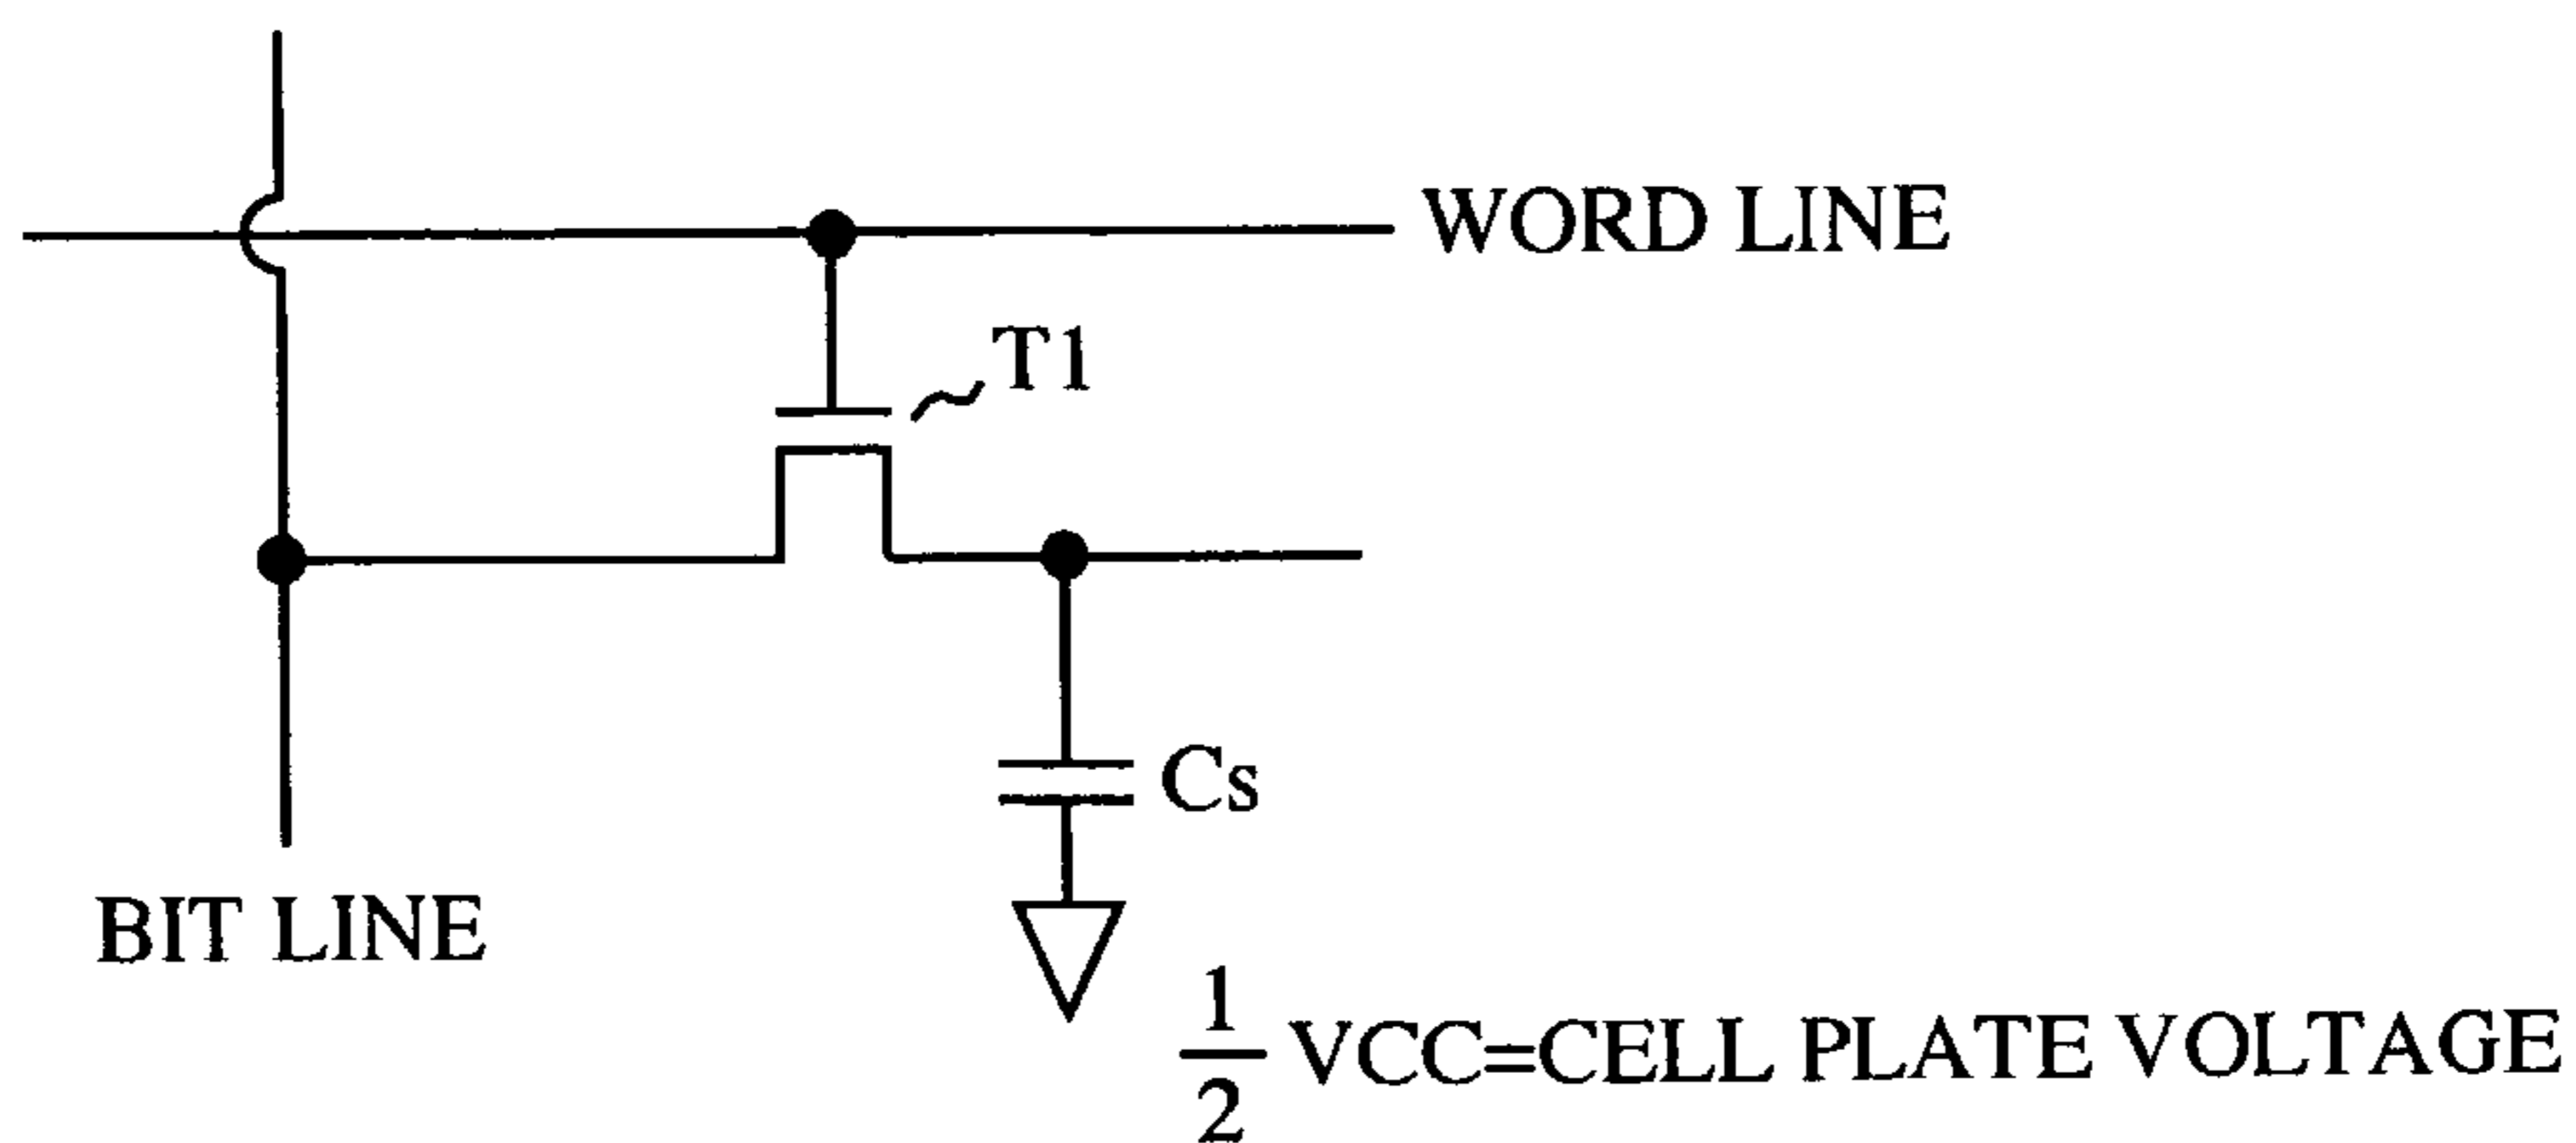 WORD LINE
T1
Cs
BIT LINE
1/2 VCC=CELL PLATE VOLTAGE